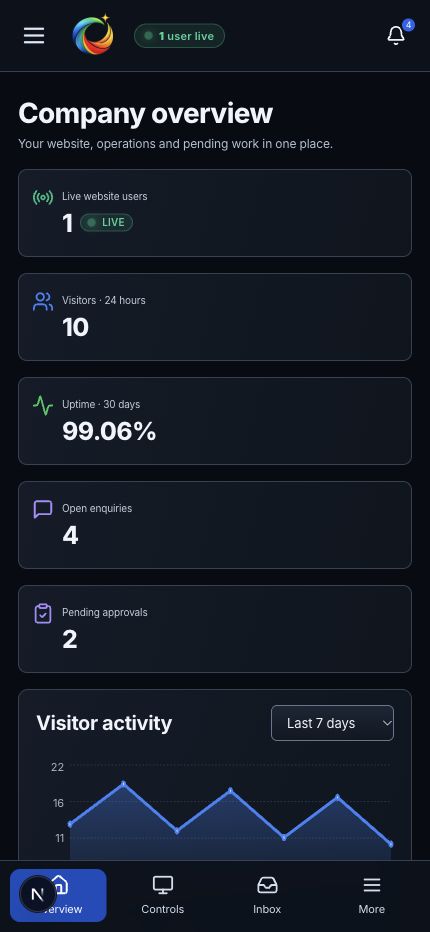 1 user live
4
Company overview
Your website, operations and pending work in one place.
Live website users
1 LIVE
Visitors · 24 hours
10
Uptime · 30 days
99.06%
Open enquiries
4
Pending approvals
2
Visitor activity
Last 7 days
22
16
11
N
erview
Controls
Inbox
More